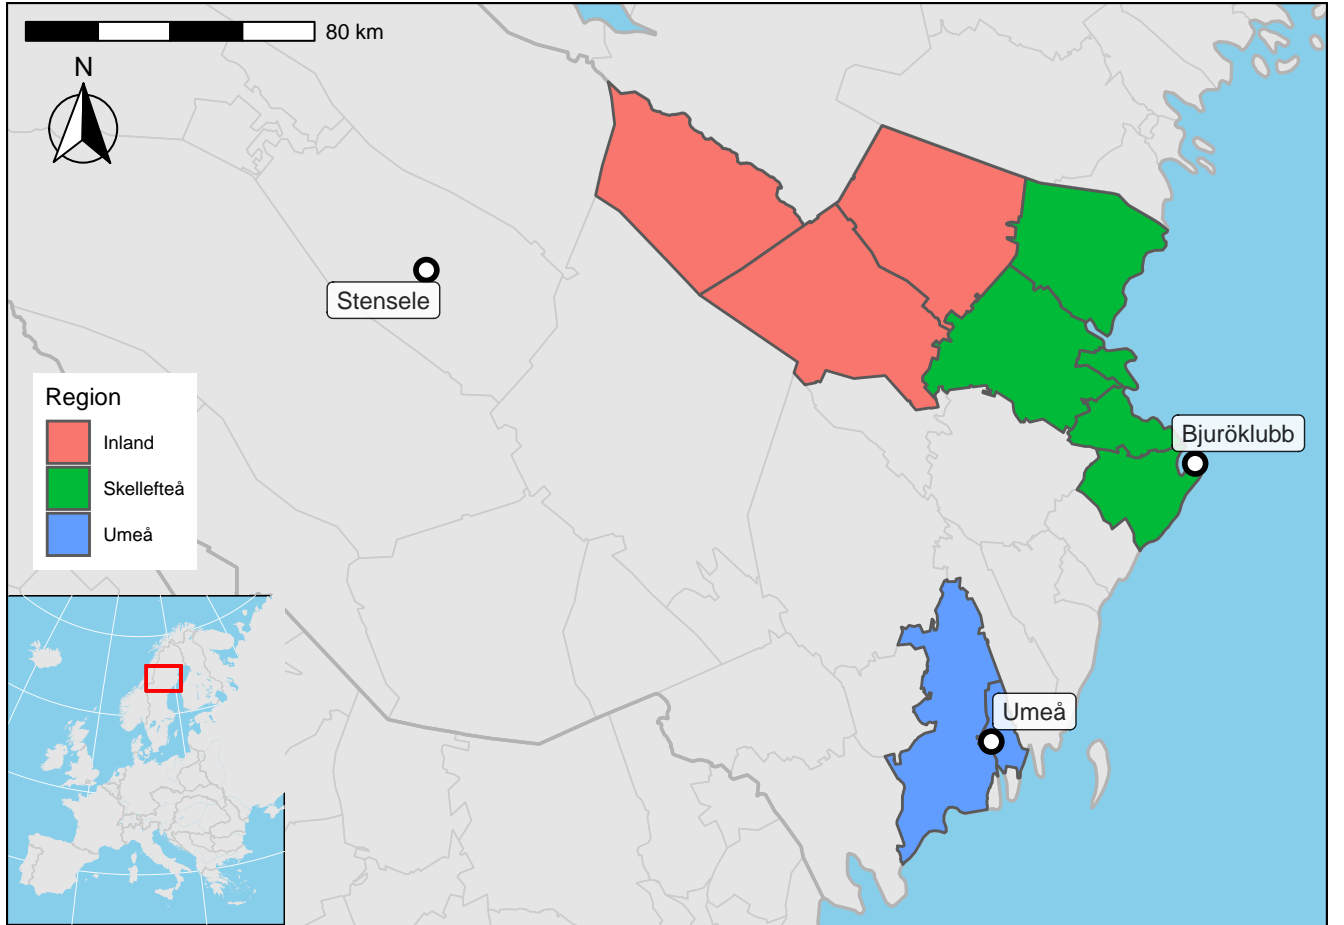 80 km
N
Stensele
Region
Inland
Skellefteå
Umeå
Bjuröklubb
Umeå